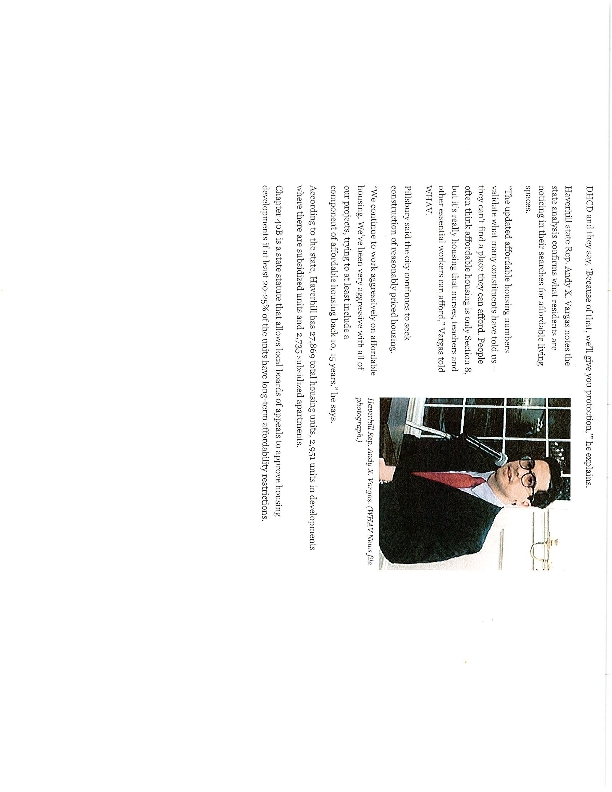 DHCD and they say, 'Because of that, we'll give you protection,'" he explains.
Haverhill state Rep. Andy X. Vargas notes the
state analysis confirms what residents are
noticing in their searches for affordable living
spaces.
"The updated affordable housing numbers
validate what many constituents have told us
they can't find a place they can afford. People
often think affordable housing is only Section 8,
but it's really housing that nurses, teachers and
other essential workers can afford," Vargas told
WHAV.
Haverhill Rep. Andy X. Vargas. (WHAV News file
photograph.)
Pillsbury said the city continues to seek
construction of reasonably priced housing.
"We continue to work aggressively on affordable
housing. We've been very aggressive with all of
our projects, trying to at least include a
component of affordable housing back 10, 15 years," he says.
According to the state, Haverhill has 27,869 total housing units, 2,951 units in developments
where there are subsidized units and 2,735 subsidized apartments.
Chapter 40B is a state statute that allows local boards of appeals to approve housing
developments if at least 20-25% of the units have long-term affordability restrictions.